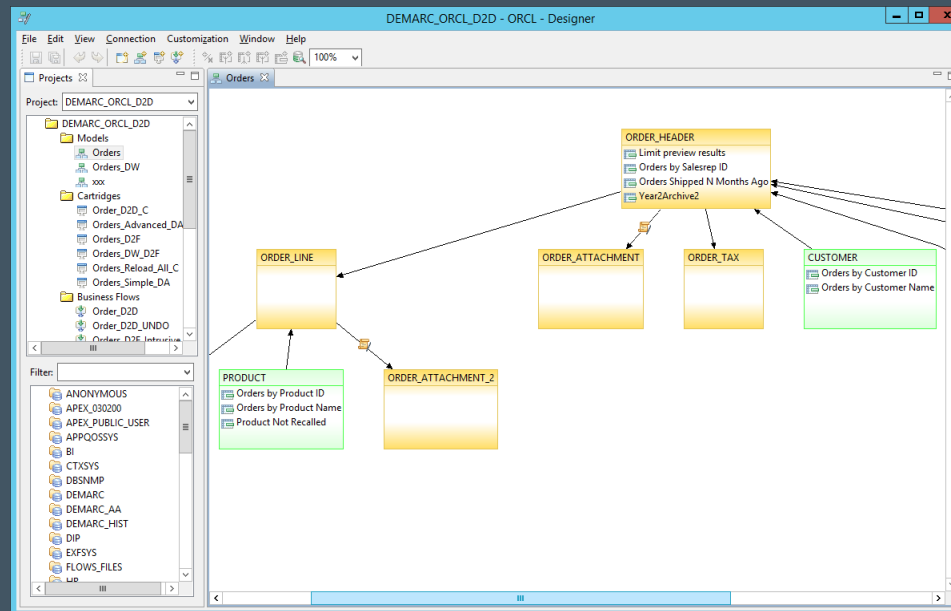 DEMARC_ORCL_D2D - ORCL - Designer
File Edit View Connection Customization Window Help
100%
Projects
Project: DEMARC_ORCL_D2D
DEMARC_ORCL_D2D
Models
Orders
Orders_DW
xxx
Cartridges
Order_D2D_C
Orders_Advanced_DA
Orders_D2F
Orders_DW_D2F
Orders_Reload_All_C
Orders_Simple_DA
Business Flows
Order_D2D
Order_D2D_UNDO
Orders_D2F_Intrusive
Filter:
ANONYMOUS
APEX_030200
APEX_PUBLIC_USER
APPQOSSYS
BI
CTXSYS
DBSNMP
DEMARC
DEMARC_AA
DEMARC_HIST
DIP
EXFSYS
FLOWS_FILES
HR
Orders
ORDER_HEADER
Limit preview results
Orders by Salesrep ID
Orders Shipped N Months Ago
Year2Archive2
ORDER_LINE
ORDER_ATTACHMENT
ORDER_TAX
CUSTOMER
Orders by Customer ID
Orders by Customer Name
PRODUCT
Orders by Product ID
Orders by Product Name
Product Not Recalled
ORDER_ATTACHMENT_2